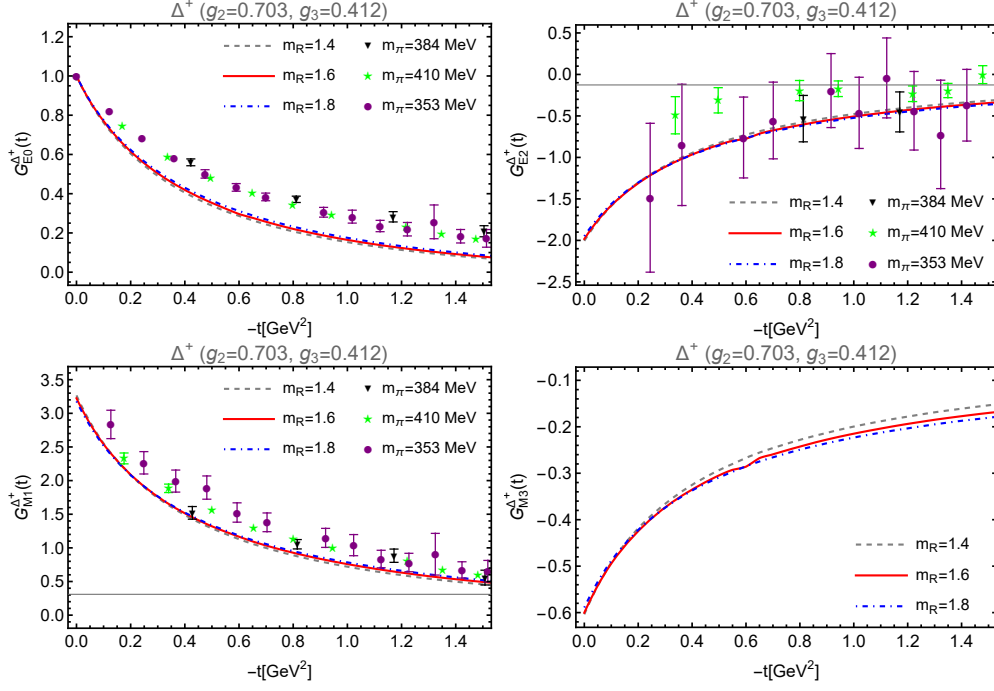 Δ⁺ (g₂=0.703, g₃=0.412)
1.2
1.0
0.8
0.6
0.4
0.2
0.0
G_{E0}^{Δ⁺}(t)
m_R=1.4
m_R=1.6
m_R=1.8
m_π=384 MeV
m_π=410 MeV
m_π=353 MeV
0.0 0.2 0.4 0.6 0.8 1.0 1.2 1.4
-t[GeV²]
Δ⁺ (g₂=0.703, g₃=0.412)
0.5
0.0
-0.5
-1.0
-1.5
-2.0
-2.5
G_{E2}^{Δ⁺}(t)
m_R=1.4
m_R=1.6
m_R=1.8
m_π=384 MeV
m_π=410 MeV
m_π=353 MeV
0.0 0.2 0.4 0.6 0.8 1.0 1.2 1.4
-t[GeV²]
Δ⁺ (g₂=0.703, g₃=0.412)
3.5
3.0
2.5
2.0
1.5
1.0
0.5
0.0
G_{M1}^{Δ⁺}(t)
m_R=1.4
m_R=1.6
m_R=1.8
m_π=384 MeV
m_π=410 MeV
m_π=353 MeV
0.0 0.2 0.4 0.6 0.8 1.0 1.2 1.4
-t[GeV²]
Δ⁺ (g₂=0.703, g₃=0.412)
-0.1
-0.2
-0.3
-0.4
-0.5
-0.6
G_{M3}^{Δ⁺}(t)
m_R=1.4
m_R=1.6
m_R=1.8
0.0 0.2 0.4 0.6 0.8 1.0 1.2 1.4
-t[GeV²]